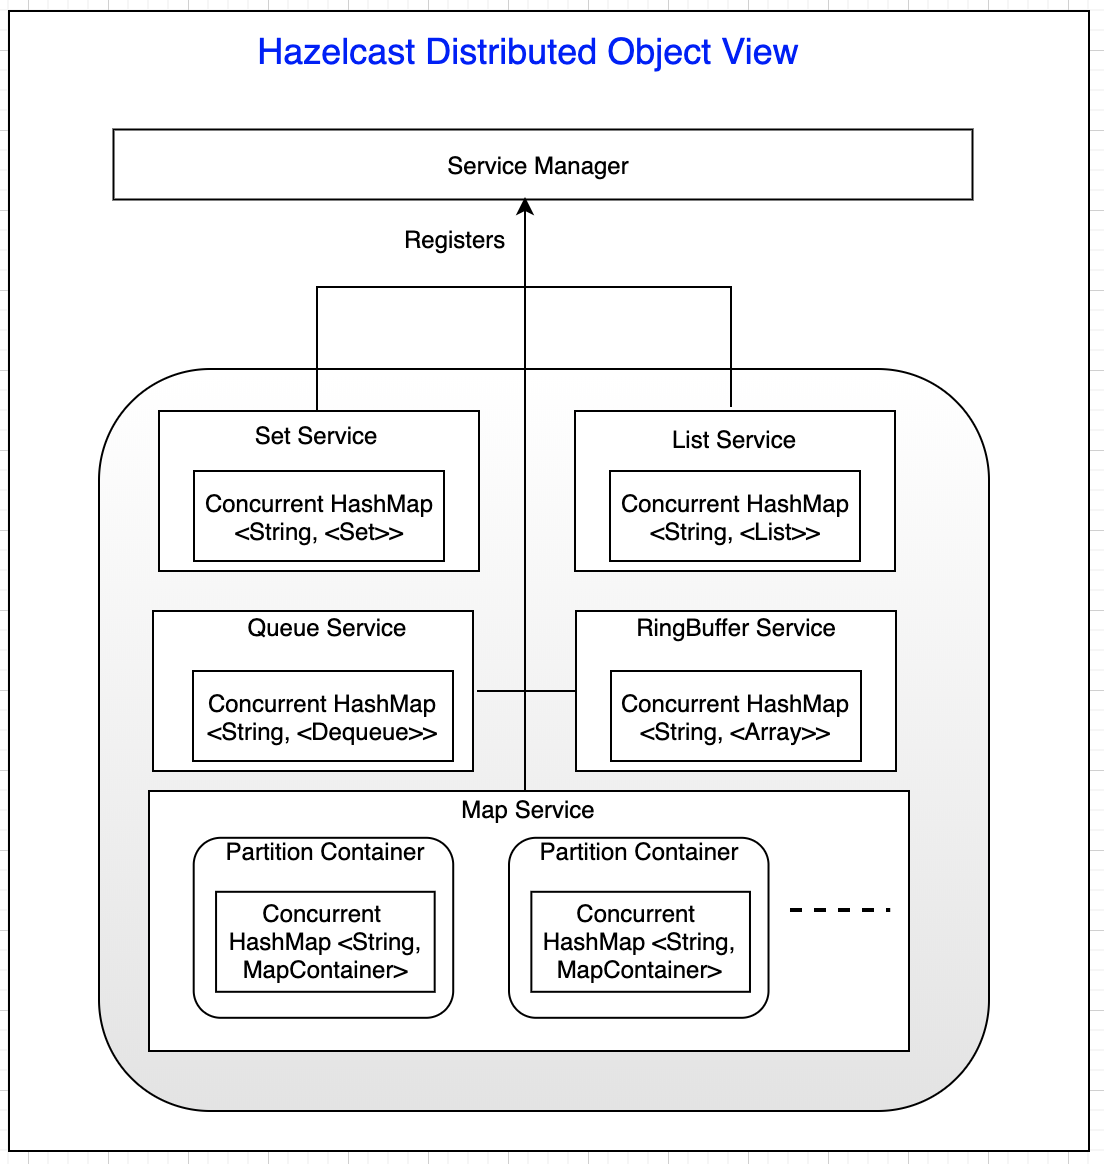 Hazelcast Distributed Object View
Service Manager
Registers
Set Service
Concurrent HashMap
<String, <Set>>
List Service
Concurrent HashMap
<String, <List>>
Queue Service
Concurrent HashMap
<String, <Dequeue>>
RingBuffer Service
Concurrent HashMap
<String, <Array>>
Map Service
Partition Container
Concurrent
HashMap <String,
MapContainer>
Partition Container
Concurrent
HashMap <String,
MapContainer>